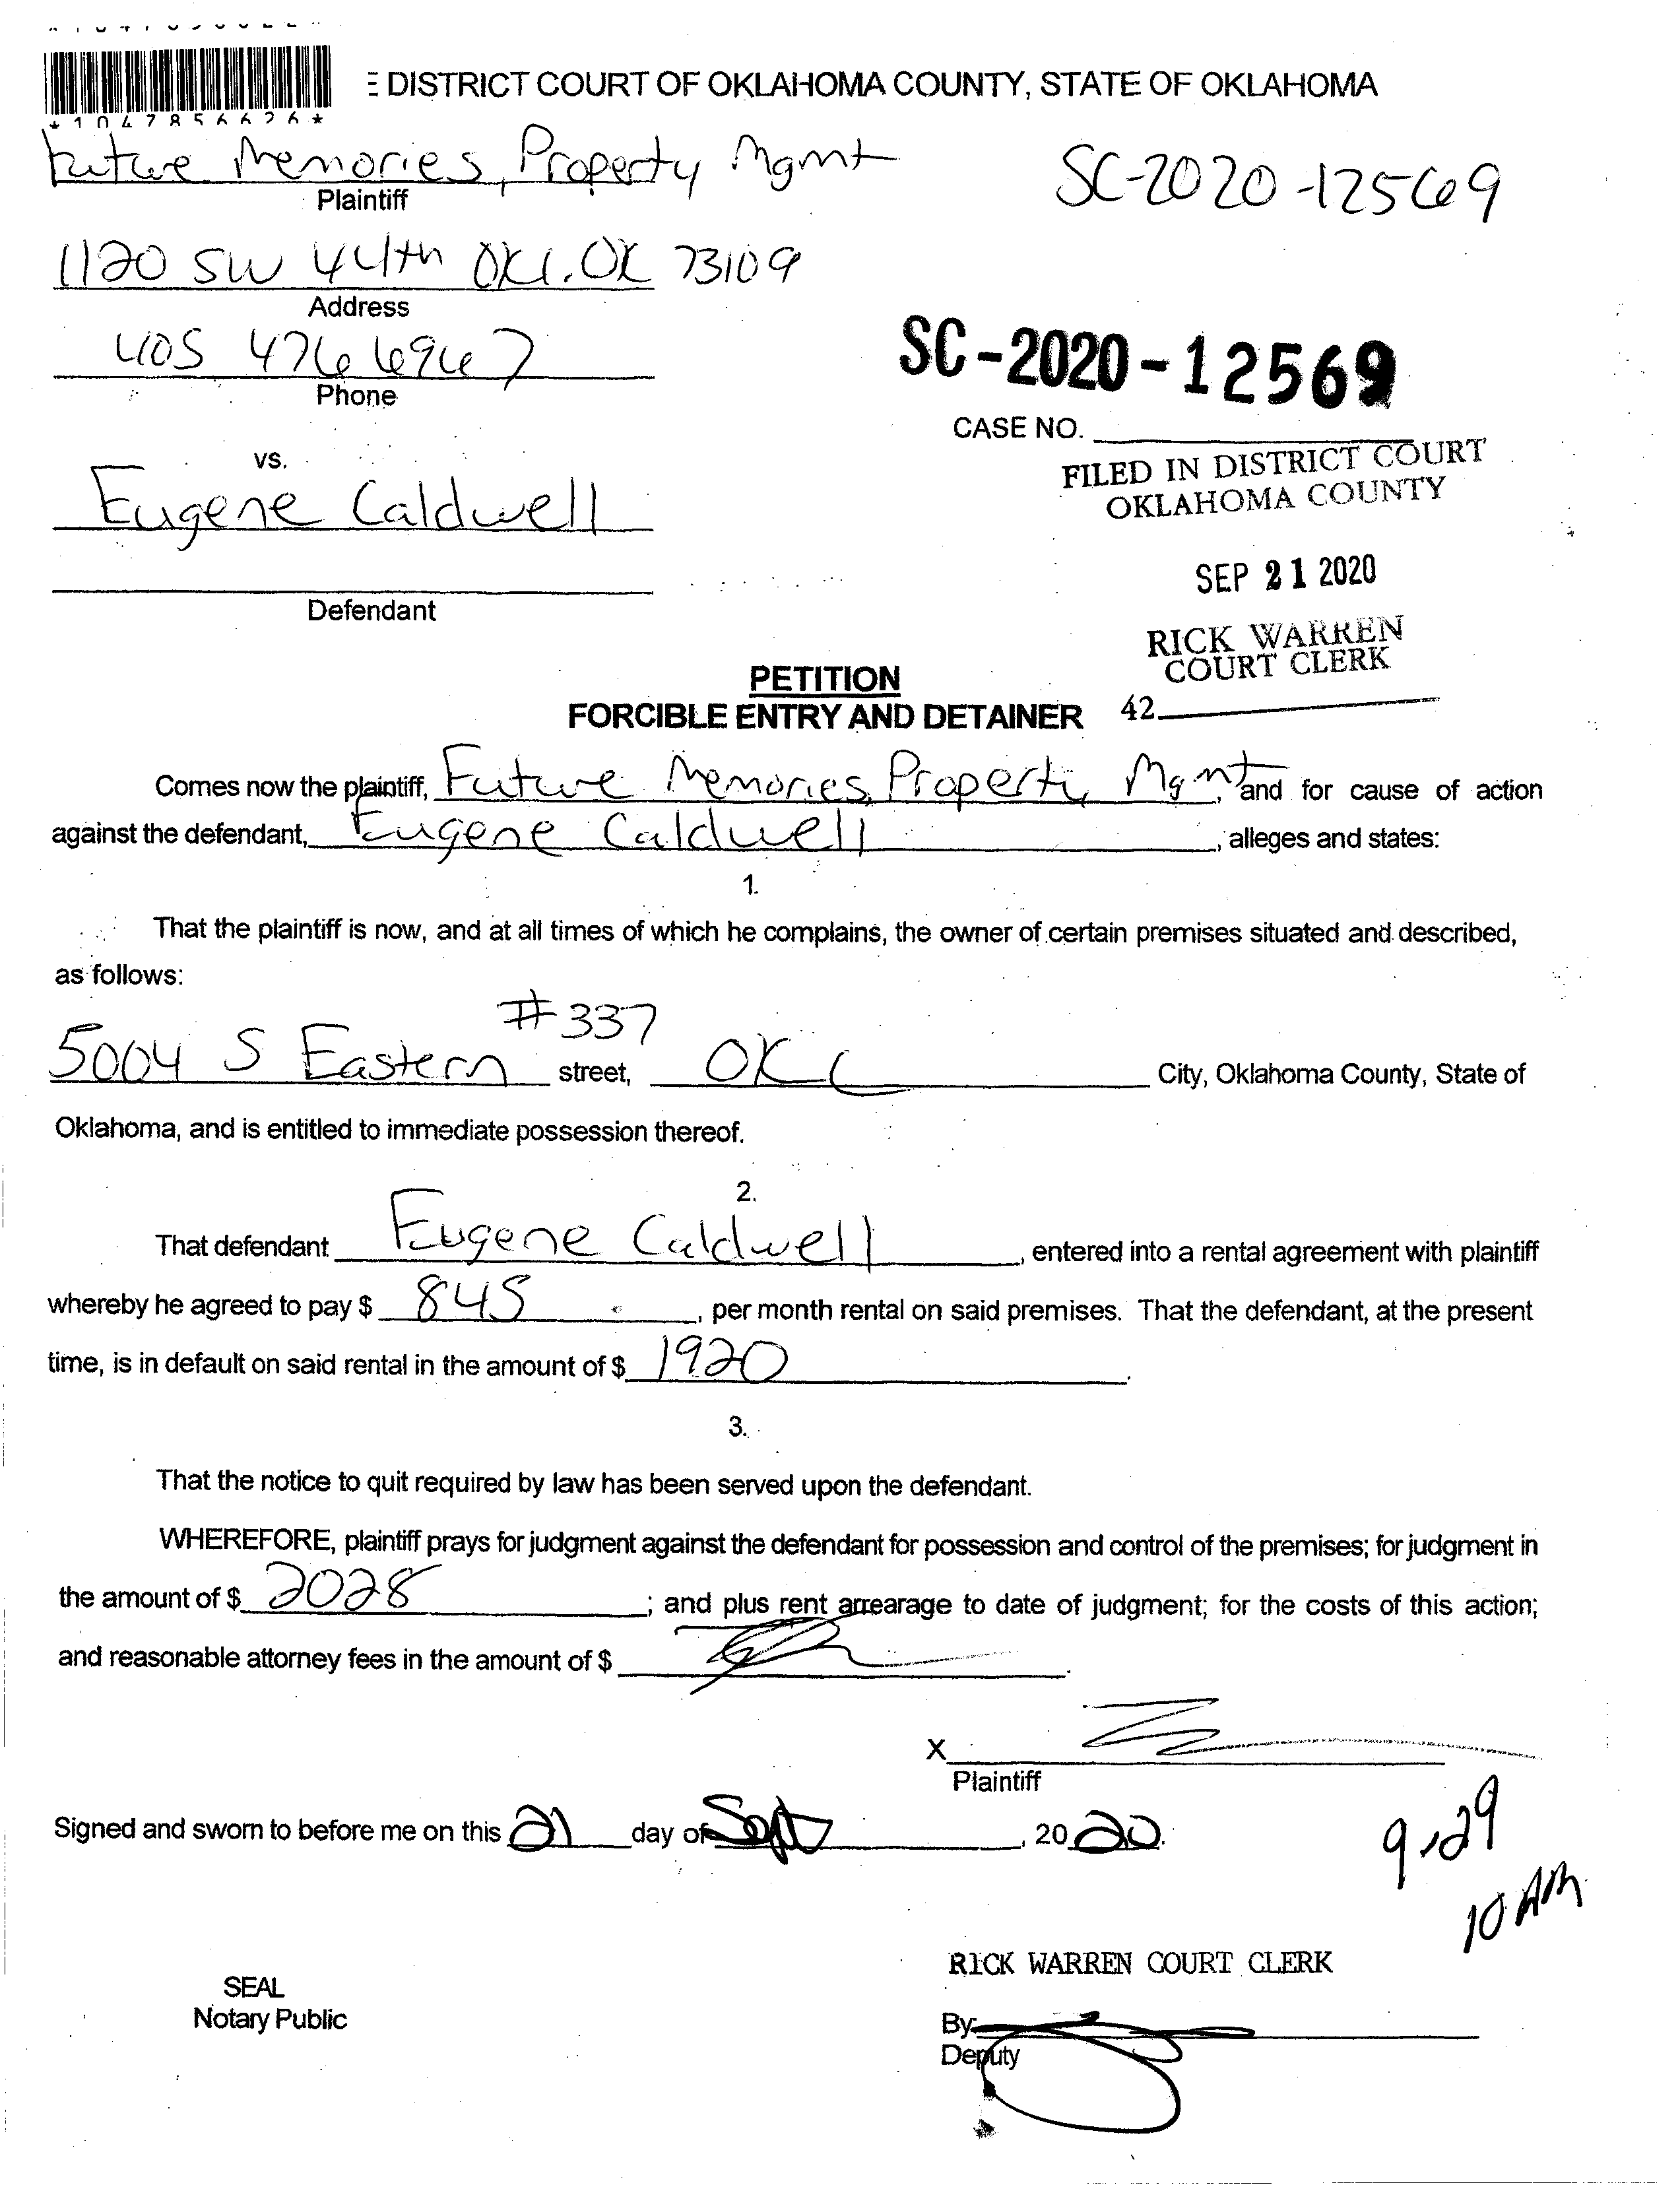 *1047856626*
E DISTRICT COURT OF OKLAHOMA COUNTY, STATE OF OKLAHOMA
Future Memories, Property Mgmt
Plaintiff
SC-2020-12569
1120 SW 44th OKC, OK 73109
Address
405 476 6967
Phone
SC-2020-12569
CASE NO.
vs.
FILED IN DISTRICT COURT
OKLAHOMA COUNTY
Eugene Caldwell
SEP 21 2020
Defendant
RICK WARREN
COURT CLERK
PETITION
42
FORCIBLE ENTRY AND DETAINER
Comes now the plaintiff, Future Memories, Property Mgmt, and for cause of action
against the defendant, Eugene Caldwell, alleges and states:
1.
That the plaintiff is now, and at all times of which he complains, the owner of certain premises situated and described,
as follows:
#337
5004 S Eastern street, OKC City, Oklahoma County, State of
Oklahoma, and is entitled to immediate possession thereof.
2.
That defendant Eugene Caldwell, entered into a rental agreement with plaintiff
whereby he agreed to pay $ 845, per month rental on said premises. That the defendant, at the present
time, is in default on said rental in the amount of $ 1920.
3.
That the notice to quit required by law has been served upon the defendant.
WHEREFORE, plaintiff prays for judgment against the defendant for possession and control of the premises; for judgment in
the amount of $ 2028; and plus rent arrearage to date of judgment; for the costs of this action;
and reasonable attorney fees in the amount of $
X
Plaintiff
Signed and sworn to before me on this 21 day of Sept, 2020.
9-29
10 AM
RICK WARREN COURT CLERK
SEAL
Notary Public
By
Deputy